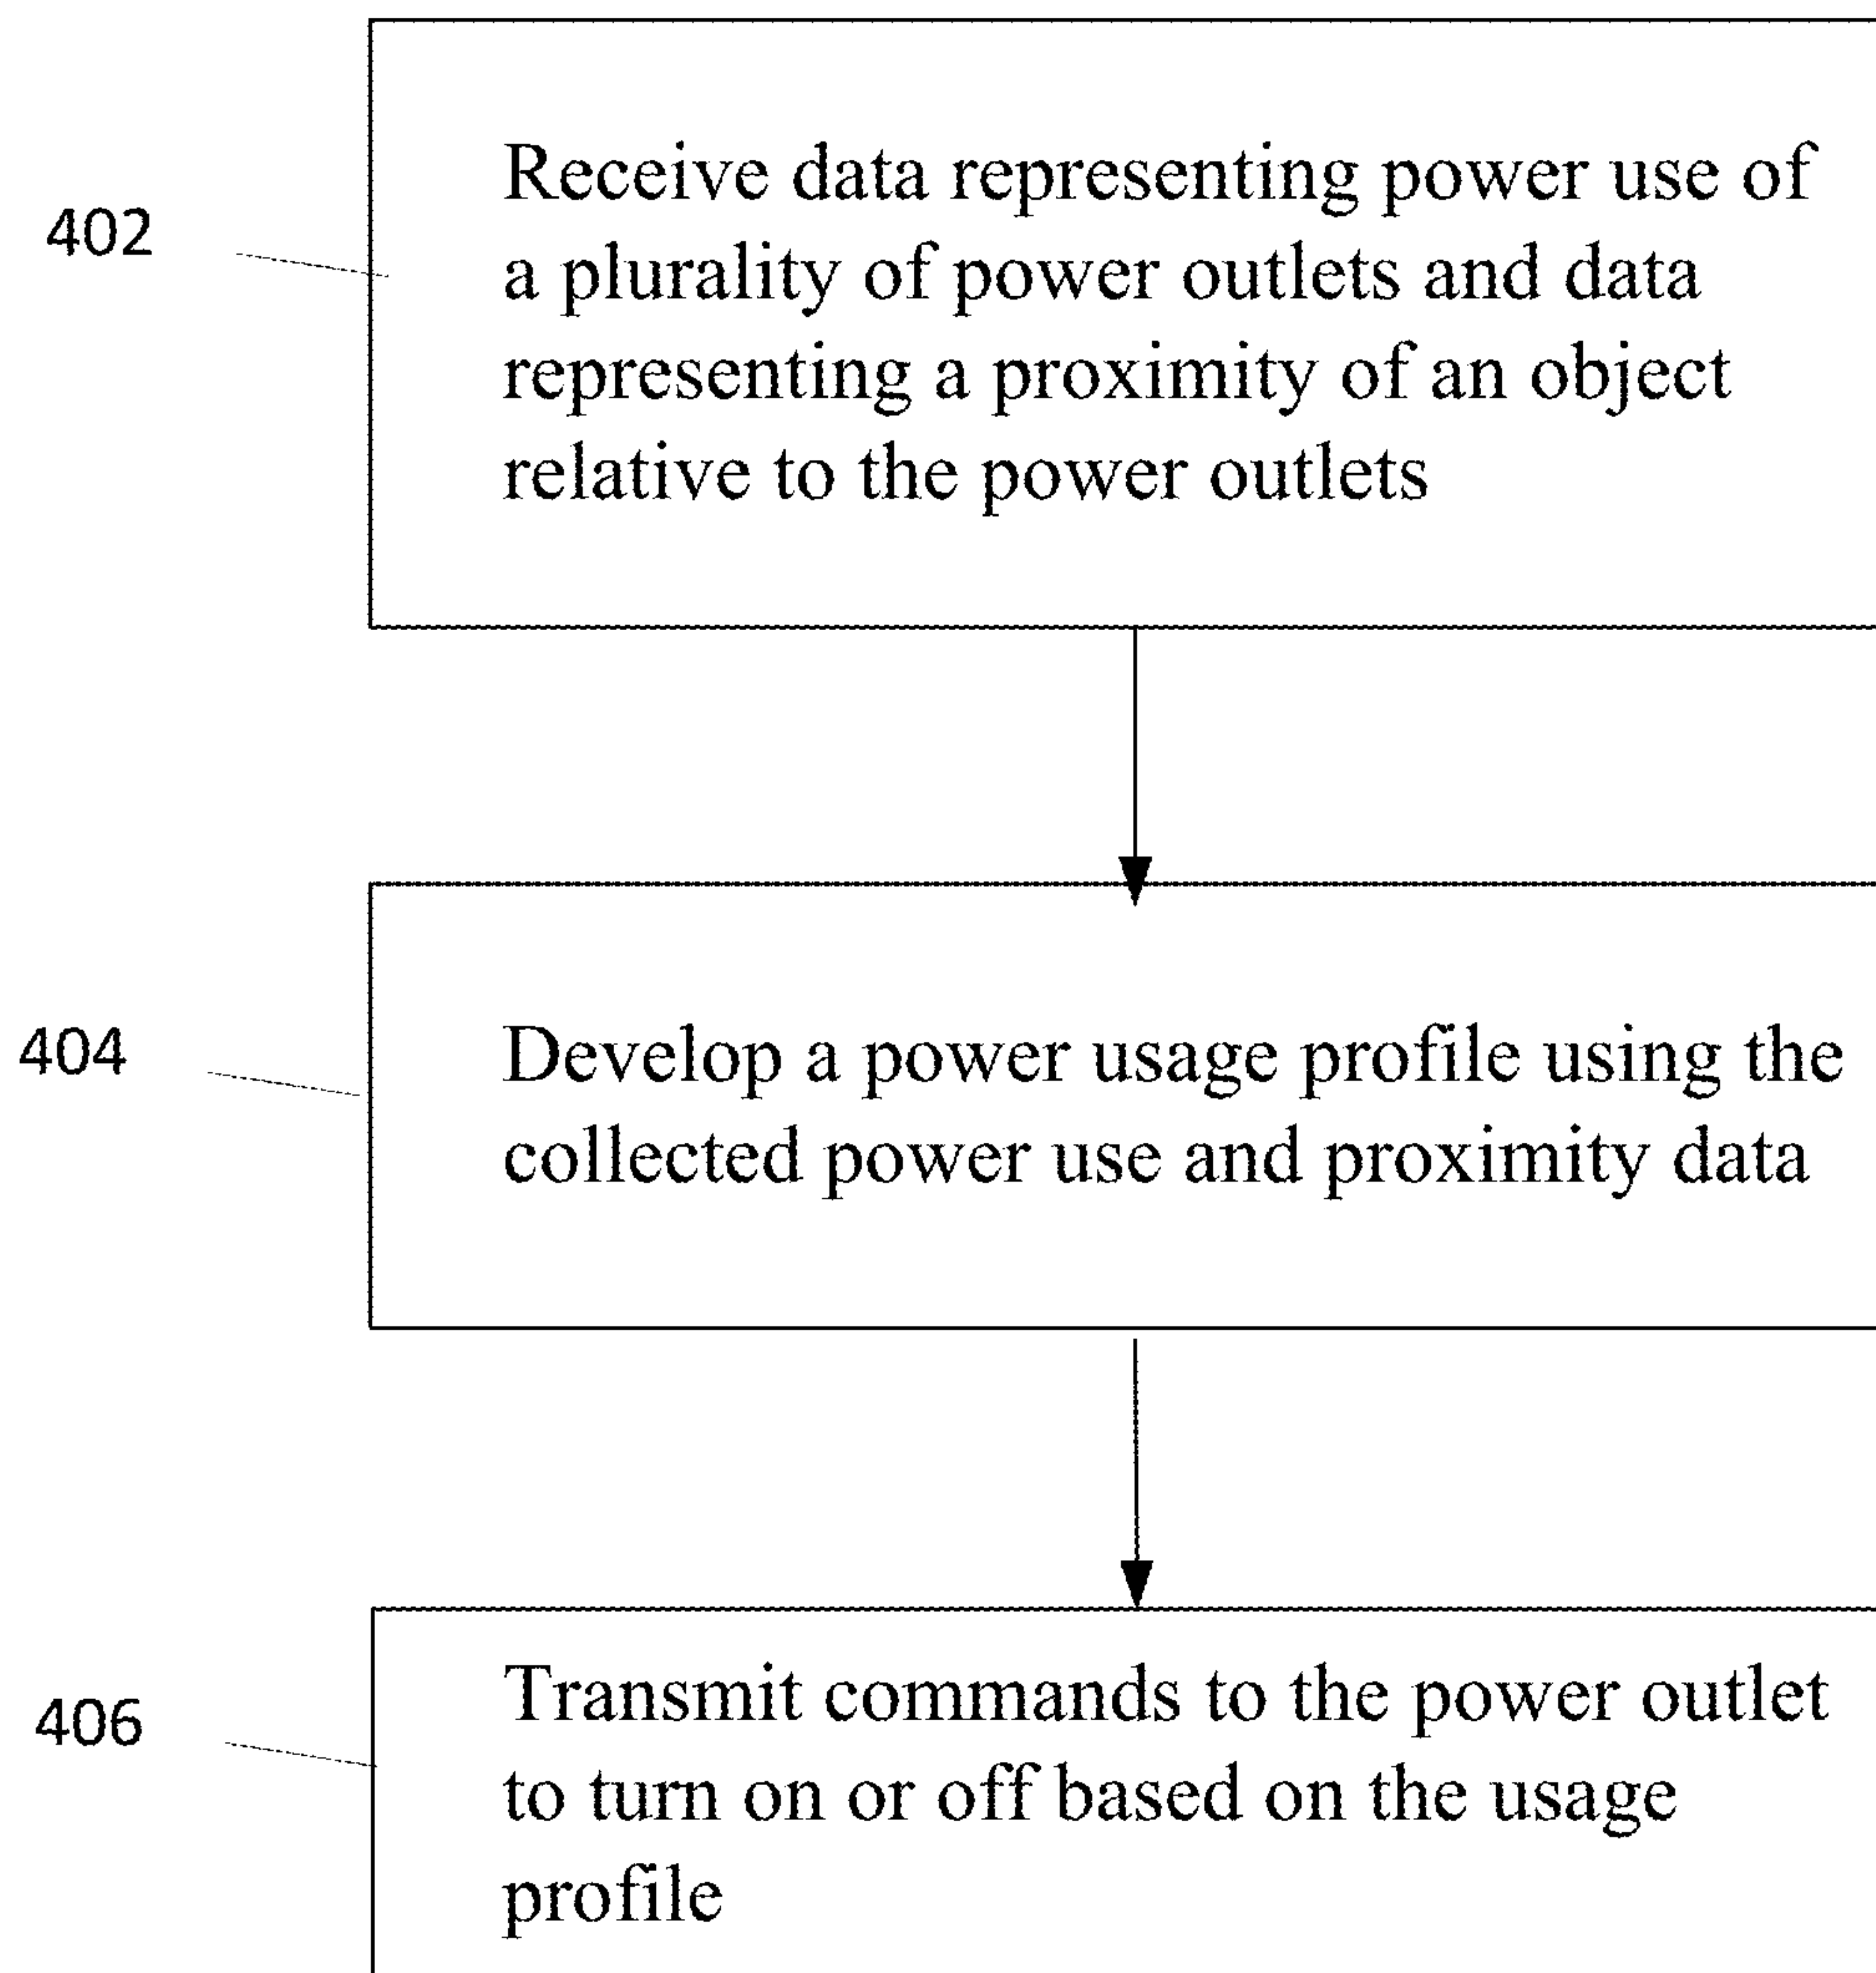 402
Receive data representing power use of
a plurality of power outlets and data
representing a proximity of an object
relative to the power outlets
404
Develop a power usage profile using the
collected power use and proximity data
406
Transmit commands to the power outlet
to turn on or off based on the usage
profile